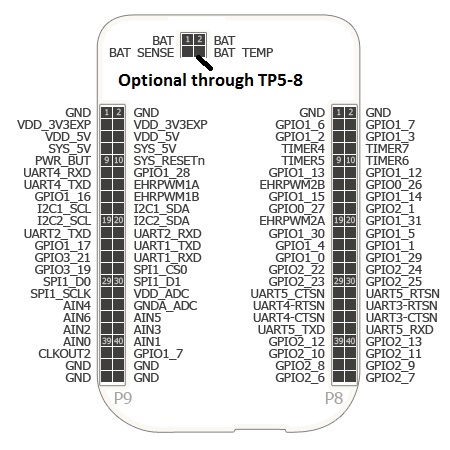 BAT 1 2 BAT
BAT SENSE BAT TEMP
Optional through TP5-8
GND 1 2 GND
VDD_3V3EXP VDD_3V3EXP
VDD_5V VDD_5V
SYS_5V SYS_5V
PWR_BUT 9 10 SYS_RESETn
UART4_RXD GPIO1_28
UART4_TXD EHRPWM1A
GPIO1_16 EHRPWM1B
I2C1_SCL I2C1_SDA
I2C2_SCL 19 20 I2C2_SDA
UART2_TXD UART2_RXD
GPIO1_17 UART1_TXD
GPIO3_21 UART1_RXD
GPIO3_19 SPI1_CS0
SPI1_D0 29 30 SPI1_D1
SPI1_SCLK VDD_ADC
AIN4 GNDA_ADC
AIN6 AIN5
AIN2 AIN3
AIN0 39 40 AIN1
CLKOUT2 GPIO1_7
GND GND
GND GND
P9
GND 1 2 GND
GPIO1_6 GPIO1_7
GPIO1_2 GPIO1_3
TIMER4 TIMER7
TIMER5 9 10 TIMER6
GPIO1_13 GPIO1_12
EHRPWM2B GPIO0_26
GPIO1_15 GPIO1_14
GPIO0_27 GPIO2_1
EHRPWM2A 19 20 GPIO1_31
GPIO1_30 GPIO1_5
GPIO1_4 GPIO1_1
GPIO1_0 GPIO1_29
GPIO2_22 GPIO2_24
GPIO2_23 29 30 GPIO2_25
UART5_CTSN UART5_RTSN
UART4-RTSN UART3-RTSN
UART4-CTSN UART3-CTSN
UART5_TXD UART5_RXD
GPIO2_12 39 40 GPIO2_13
GPIO2_10 GPIO2_11
GPIO2_8 GPIO2_9
GPIO2_6 GPIO2_7
P8